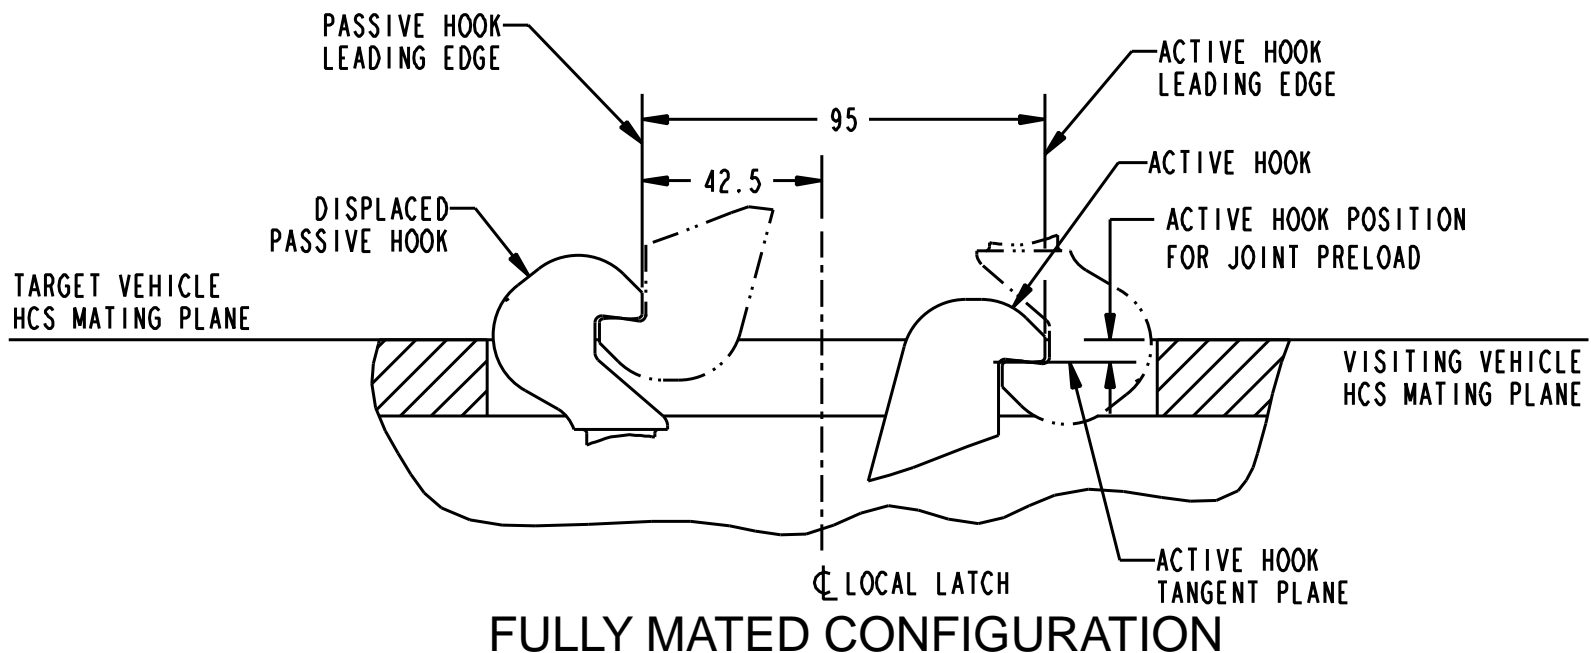 PASSIVE HOOK
LEADING EDGE
ACTIVE HOOK
LEADING EDGE
95
ACTIVE HOOK
42.5
DISPLACED
PASSIVE HOOK
ACTIVE HOOK POSITION
FOR JOINT PRELOAD
TARGET VEHICLE
HCS MATING PLANE
VISITING VEHICLE
HCS MATING PLANE
ACTIVE HOOK
TANGENT PLANE
℄ LOCAL LATCH
FULLY MATED CONFIGURATION